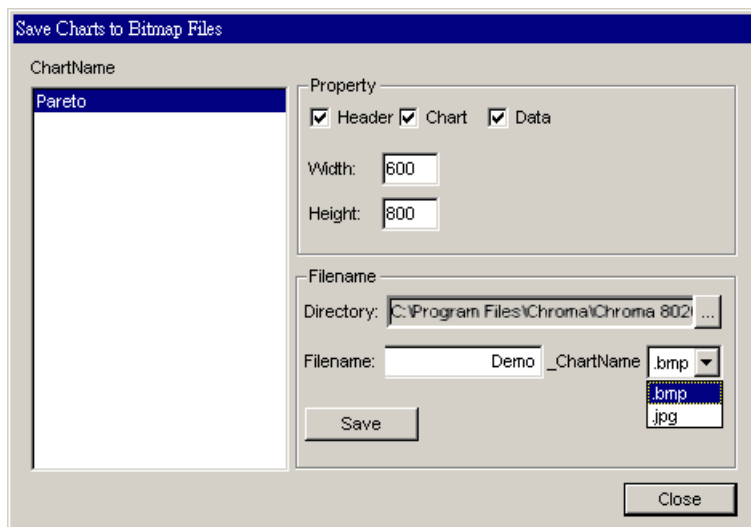 Save Charts to Bitmap Files
ChartName
Pareto
Property
Header Chart Data
Width: 600
Height: 800
Filename
Directory: C:\Program Files\Chroma\Chroma 802 ...
Filename: Demo _ChartName .bmp
.bmp
.jpg
Save
Close